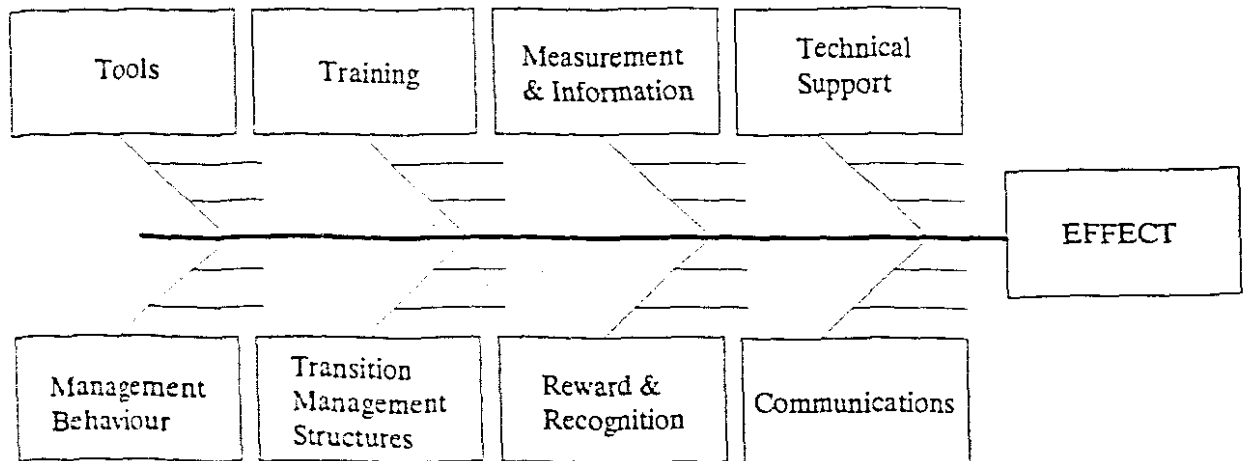 Tools
Training
Measurement
& Information
Technical
Support
EFFECT
Management
Behaviour
Transition
Management
Structures
Reward &
Recognition
Communications